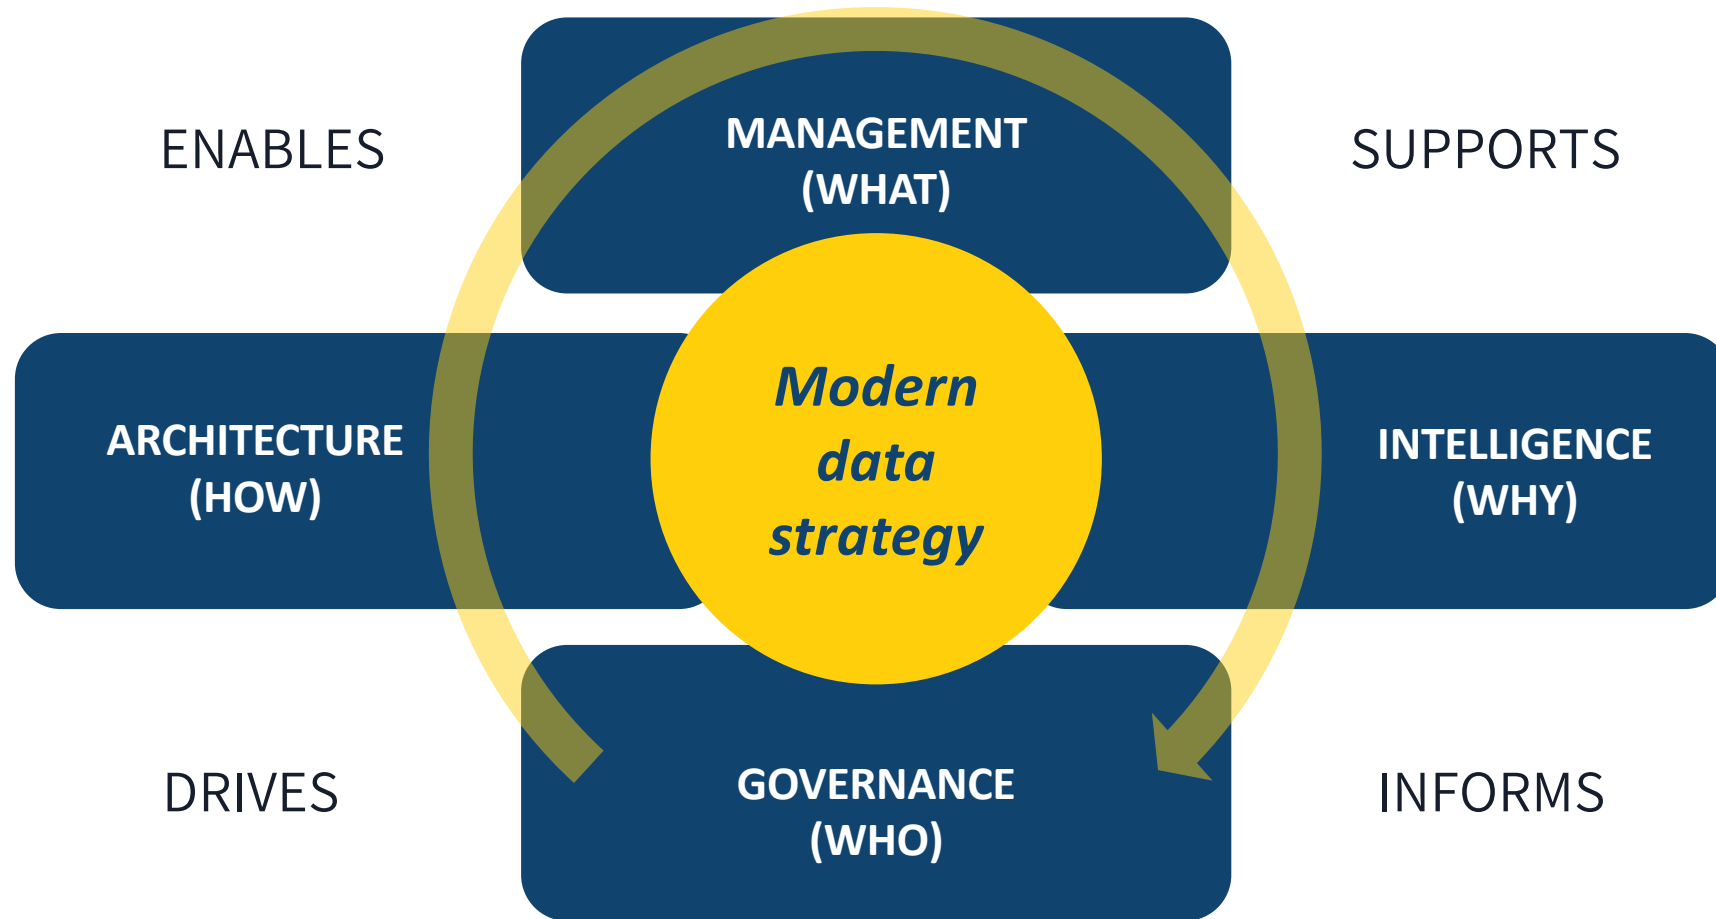 ENABLES
MANAGEMENT
(WHAT)
SUPPORTS
ARCHITECTURE
(HOW)
Modern
data
strategy
INTELLIGENCE
(WHY)
DRIVES
GOVERNANCE
(WHO)
INFORMS